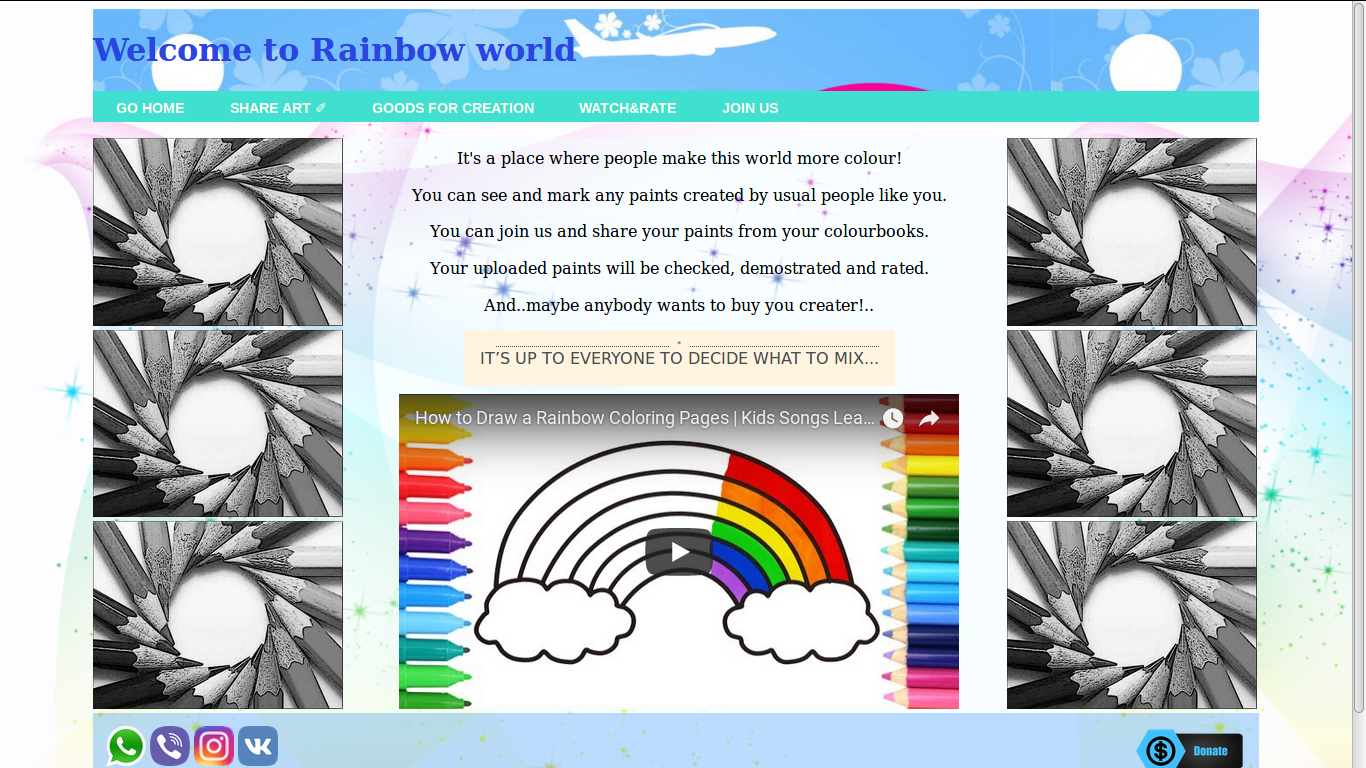 Welcome to Rainbow world
GO HOME SHARE ART ✐ GOODS FOR CREATION WATCH&RATE JOIN US
It's a place where people make this world more colour!
You can see and mark any paints created by usual people like you.
You can join us and share your paints from your colourbooks.
Your uploaded paints will be checked, demostrated and rated.
And..maybe anybody wants to buy you creater!..
IT’S UP TO EVERYONE TO DECIDE WHAT TO MIX...
How to Draw a Rainbow Coloring Pages | Kids Songs Lea...
Donate